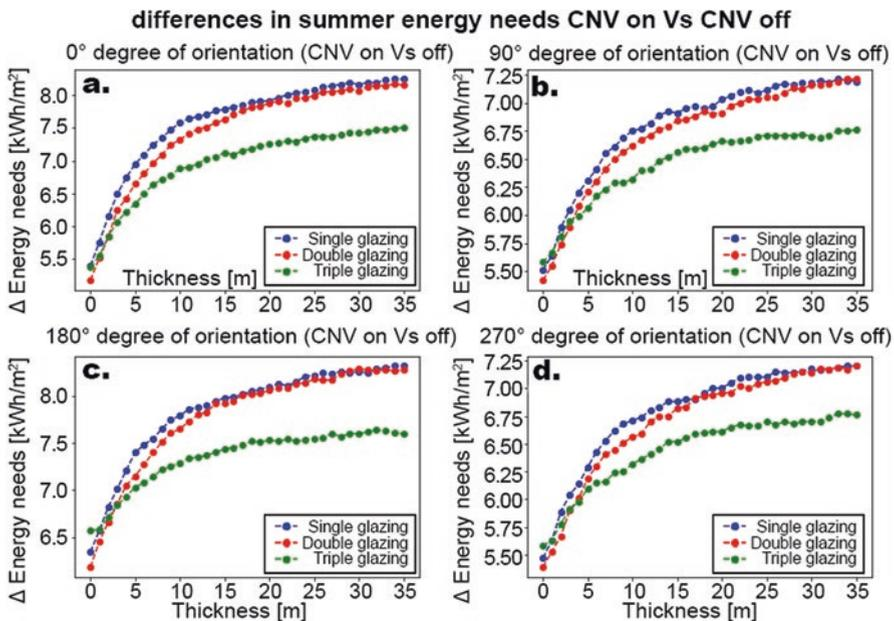 differences in summer energy needs CNV on Vs CNV off
0° degree of orientation (CNV on Vs off)
a.
Δ Energy needs [kWh/m²]
8.0
7.5
7.0
6.5
6.0
5.5
Single glazing
Double glazing
Triple glazing
Thickness [m]
0 5 10 15 20 25 30 35
90° degree of orientation (CNV on Vs off)
b.
Δ Energy needs [kWh/m²]
7.25
7.00
6.75
6.50
6.25
6.00
5.75
5.50
Single glazing
Double glazing
Triple glazing
Thickness [m]
0 5 10 15 20 25 30 35
180° degree of orientation (CNV on Vs off)
c.
Δ Energy needs [kWh/m²]
8.0
7.5
7.0
6.5
Single glazing
Double glazing
Triple glazing
0 5 10 15 20 25 30 35
Thickness [m]
270° degree of orientation (CNV on Vs off)
d.
Δ Energy needs [kWh/m²]
7.25
7.00
6.75
6.50
6.25
6.00
5.75
5.50
Single glazing
Double glazing
Triple glazing
0 5 10 15 20 25 30 35
Thickness [m]